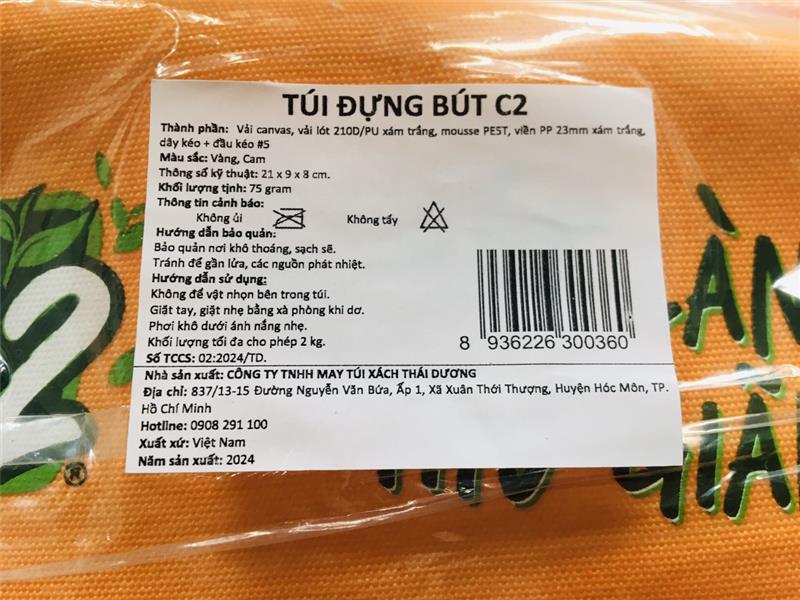 TÚI ĐỰNG BÚT C2
Thành phần: Vải canvas, vải lót 210D/PU xám trắng, mousse PE5T, viền PP 23mm xám trắng,
dây kéo + đầu kéo #5
Màu sắc: Vàng, Cam
Thông số kỹ thuật: 21 x 9 x 8 cm.
Khối lượng tịnh: 75 gram
Thông tin cảnh báo:
Không ủi Không tẩy
Hướng dẫn bảo quản:
Bảo quản nơi khô thoáng, sạch sẽ.
Tránh để gần lửa, các nguồn phát nhiệt.
Hướng dẫn sử dụng:
Không để vật nhọn bên trong túi.
Giặt tay, giặt nhẹ bằng xà phòng khi dơ.
Phơi khô dưới ánh nắng nhẹ.
Khối lượng tối đa cho phép 2 kg.
Số TCCS: 02:2024/TD.
8 936226 300360
Nhà sản xuất: CÔNG TY TNHH MAY TÚI XÁCH THÁI DƯƠNG
Địa chỉ: 837/13-15 Đường Nguyễn Văn Bứa, Ấp 1, Xã Xuân Thới Thượng, Huyện Hóc Môn, TP.
Hồ Chí Minh
Hotline: 0908 291 100
Xuất xứ: Việt Nam
Năm sản xuất: 2024
2
®